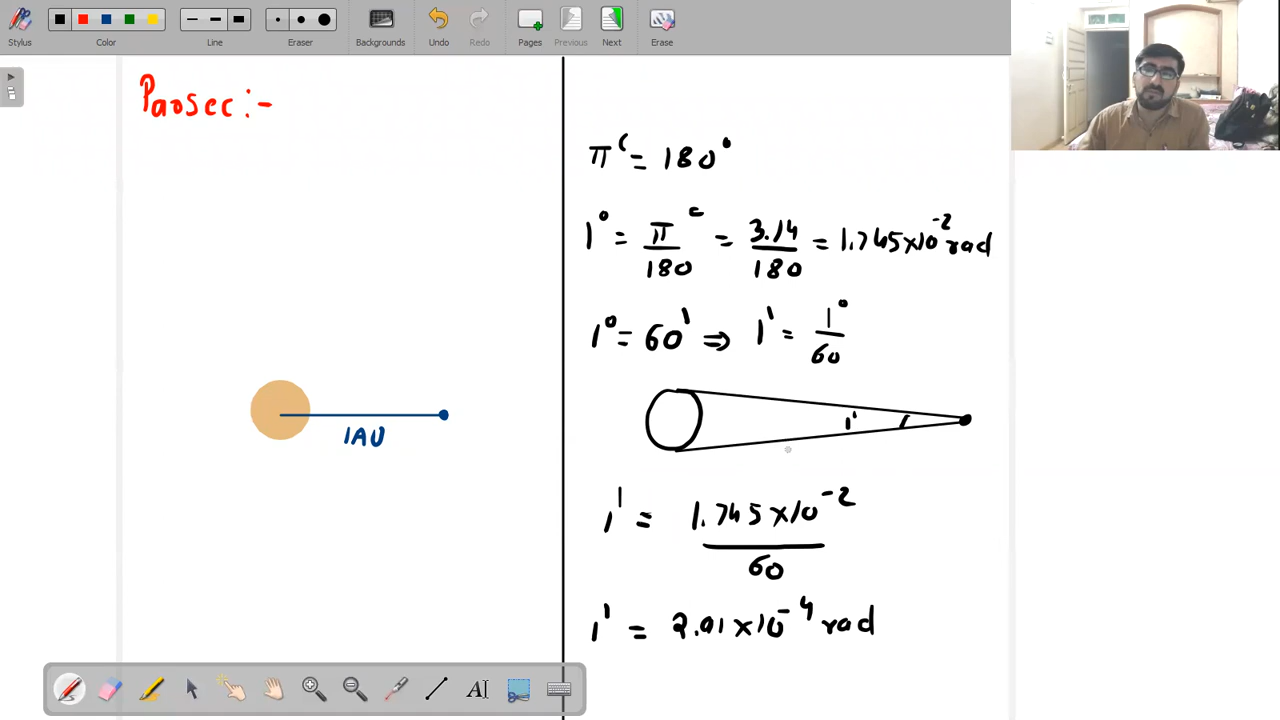 Stylus
Color
Line
Eraser
Backgrounds
Undo
Redo
Pages
Previous
Next
Erase
Parsec:-
π^c = 180°
1° = π^c/180 = 3.14/180 = 1.745×10^-2 rad
1° = 60' ⇒ 1' = 1°/60
1'
1AU
1' = 1.745×10^-2/60
1' = 2.91×10^-4 rad